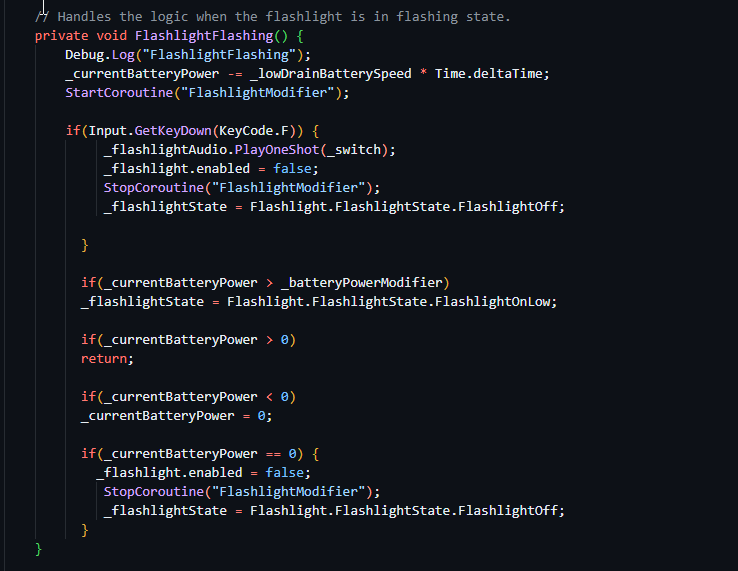 // Handles the logic when the flashlight is in flashing state.
private void FlashlightFlashing() {
Debug.Log("FlashlightFlashing");
_currentBatteryPower -= _lowDrainBatterySpeed * Time.deltaTime;
StartCoroutine("FlashlightModifier");
if(Input.GetKeyDown(KeyCode.F)) {
_flashlightAudio.PlayOneShot(_switch);
_flashlight.enabled = false;
StopCoroutine("FlashlightModifier");
_flashlightState = Flashlight.FlashlightState.FlashlightOff;
}
if(_currentBatteryPower > _batteryPowerModifier)
_flashlightState = Flashlight.FlashlightState.FlashlightOnLow;
if(_currentBatteryPower > 0)
return;
if(_currentBatteryPower < 0)
_currentBatteryPower = 0;
if(_currentBatteryPower == 0) {
_flashlight.enabled = false;
StopCoroutine("FlashlightModifier");
_flashlightState = Flashlight.FlashlightState.FlashlightOff;
}
}